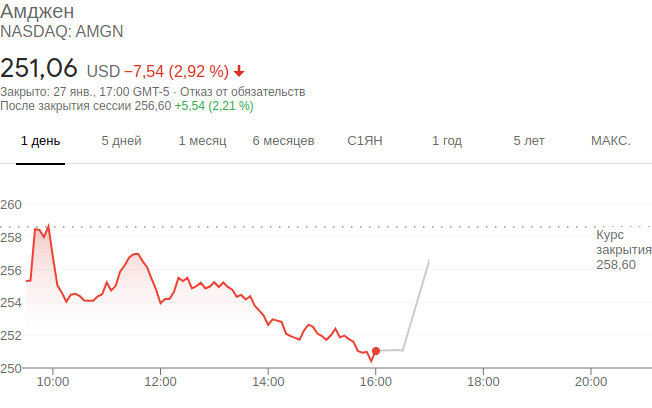 Амджен
NASDAQ: AMGN
251,06 USD −7,54 (2,92 %)
Закрыто: 27 янв., 17:00 GMT-5 · Отказ от обязательств
После закрытия сессии 256,60 +5,54 (2,21 %)
1 день 5 дней 1 месяц 6 месяцев С1ЯН 1 год 5 лет МАКС.
260
258
256
254
252
250
Курс
закрытия
258,60
10:00 12:00 14:00 16:00 18:00 20:00